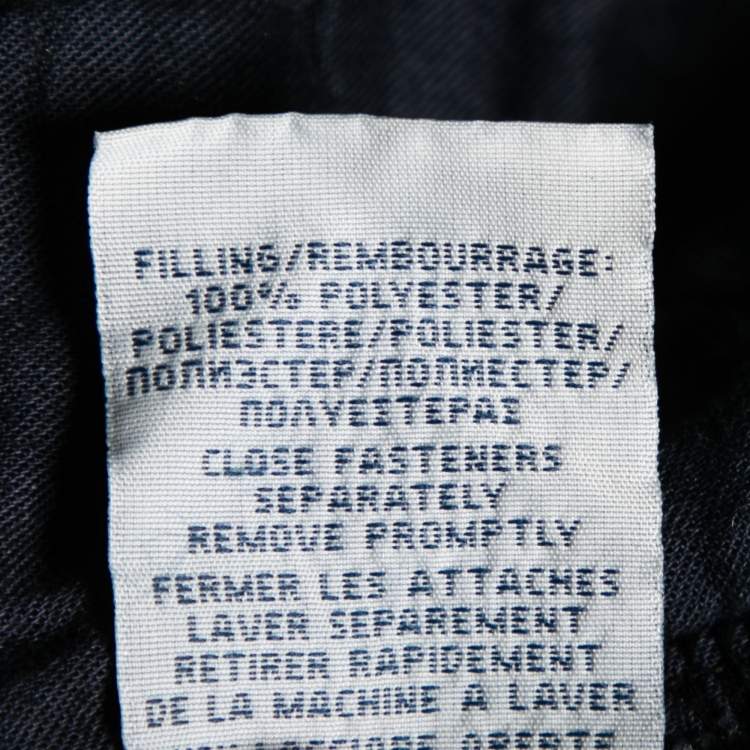 FILLING/REMBOURRAGE:
100% POLYESTER/
POLIESTERE/POLIESTER/
ПОЛИЭСТЕР/ПОЛИЕСТЕР/
ΠΟΛΥΕΣΤΕΡΑΣ
CLOSE FASTENERS
SEPARATELY
REMOVE PROMPTLY
FERMER LES ATTACHES
LAVER SEPAREMENT
RETIRER RAPIDEMENT
DE LA MACHINE A LAVER